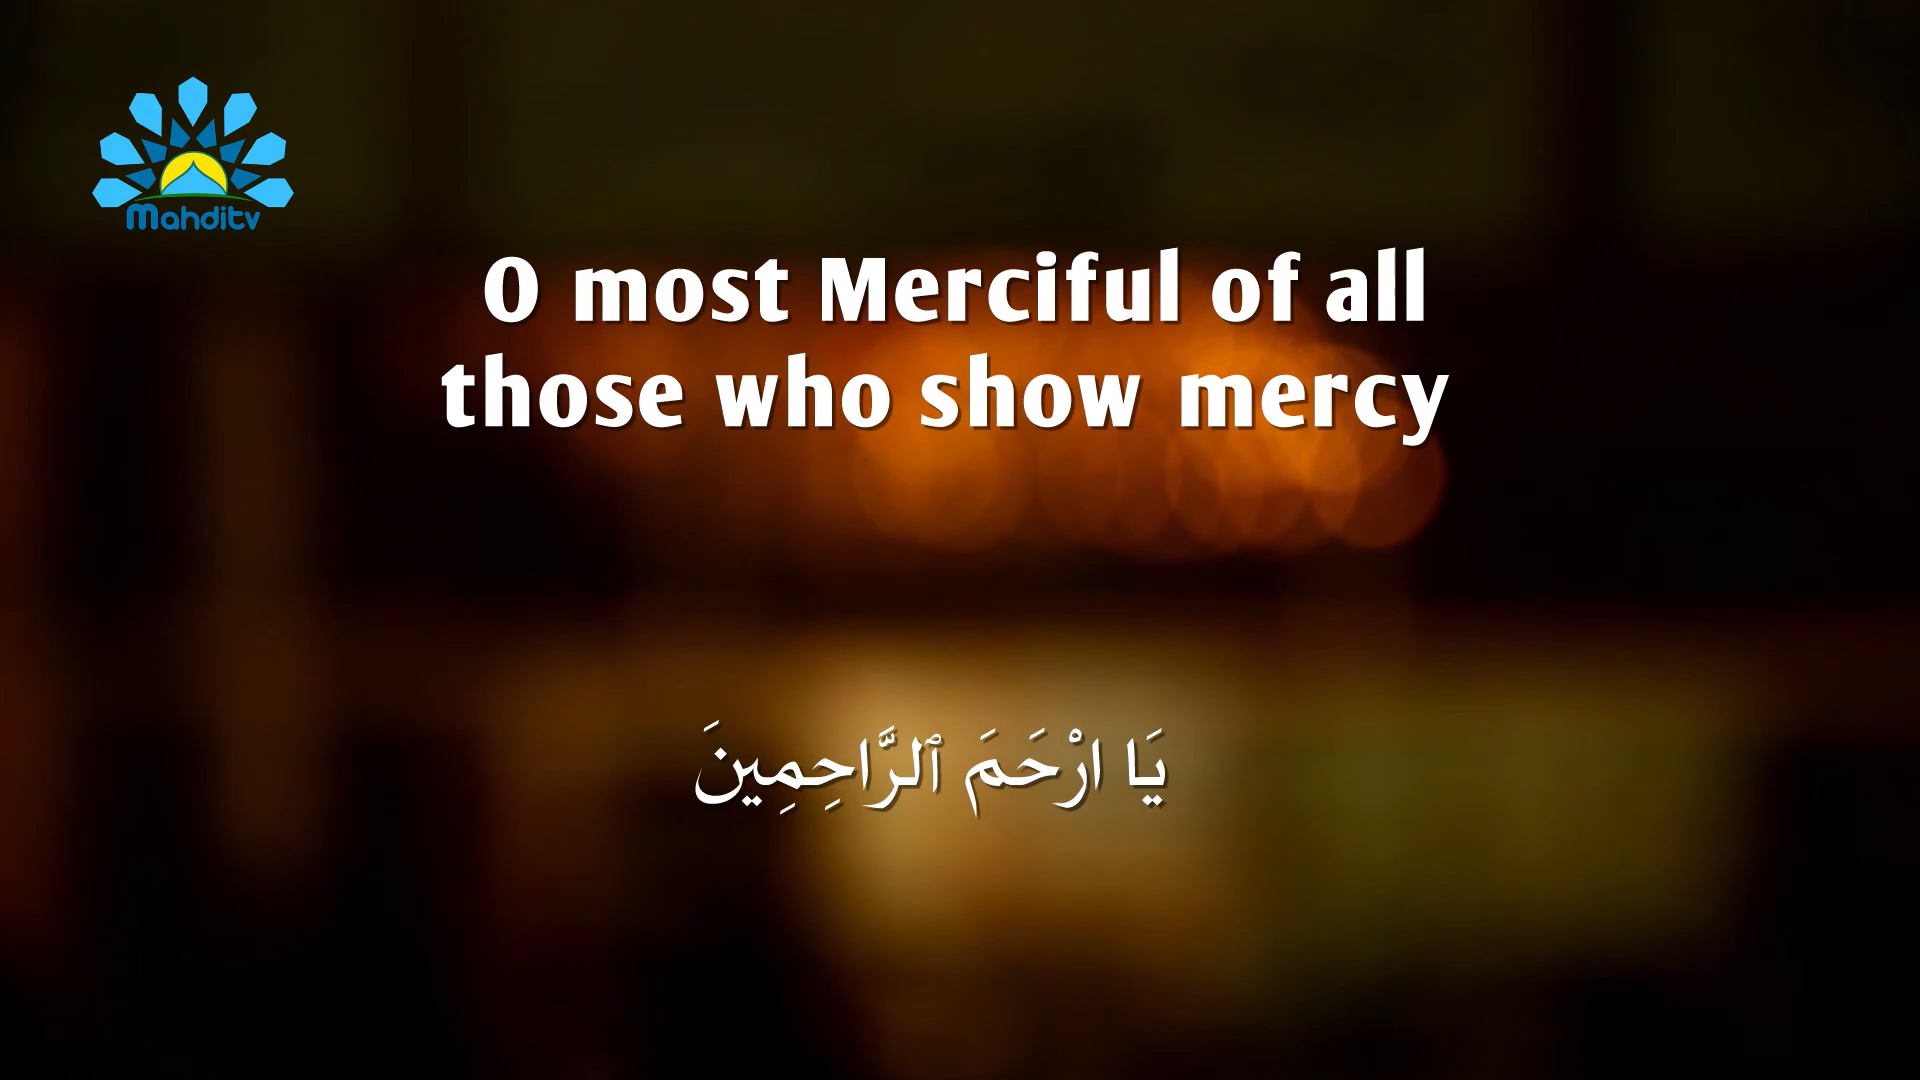 Mahditv
O most Merciful of all
those who show mercy
يَا ارْحَمَ ٱلرَّاحِمِينَ